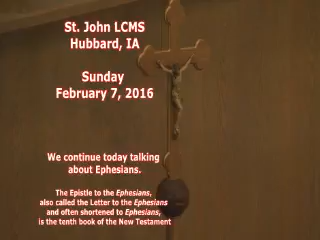 St. John LCMS
Hubbard, IA
Sunday
February 7, 2016
We continue today talking
about Ephesians.
The Epistle to the Ephesians,
also called the Letter to the Ephesians
and often shortened to Ephesians,
is the tenth book of the New Testament